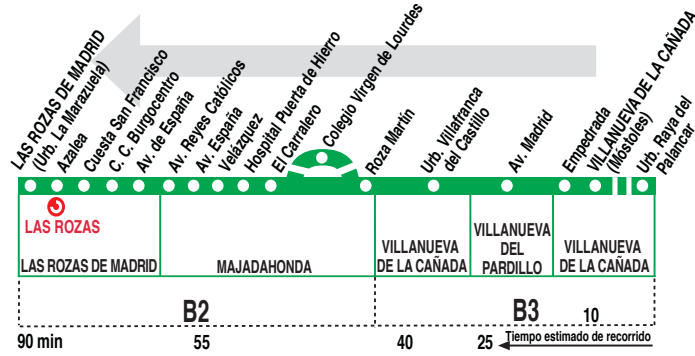 LAS ROZAS DE MADRID
(Urb. La Marazuela)
Azalea
Cuesta San Francisco
C. C. Burgocentro
Av. de España
Av. Reyes Católicos
Av. España
Velázquez
Hospital Puerta de Hierro
El Carralero
Colegio Virgen de Lourdes
Roza Martín
Urb. Vilafranca
del Castillo
Av. Madrid
Empedrada
VILLANUEVA DE LA CAÑADA
(Móstoles)
Urb. Raya del
Palancar
LAS ROZAS
LAS ROZAS DE MADRID
MAJADAHONDA
VILLANUEVA
DE LA CAÑADA
VILLANUEVA
DEL
PARDILLO
VILLANUEVA
DE LA CAÑADA
B2
B3
10
90 min
55
40
25
Tiempo estimado de recorrido